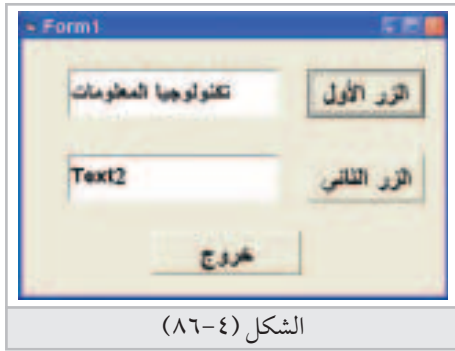 Form1
الزر الأول
تكنولوجيا المعلومات
الزر الثاني
Text2
خروج
الشكل (٤-٨٦)